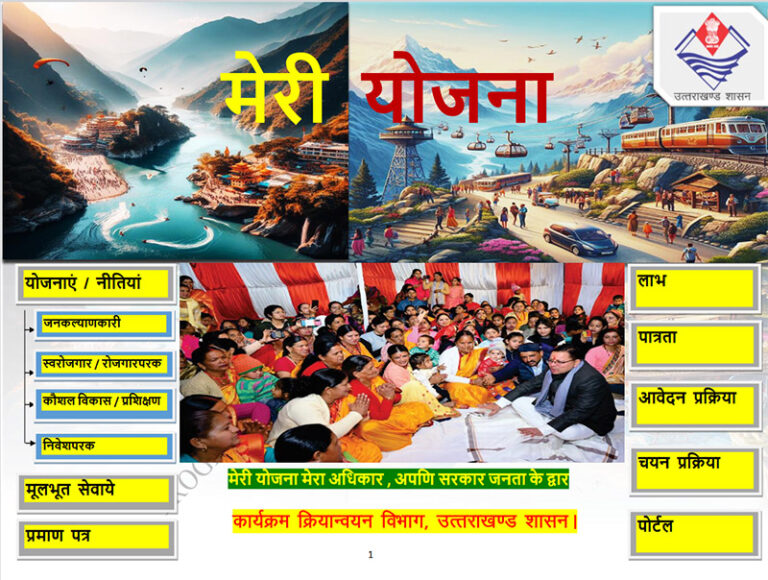 मेरी योजना
उत्तराखण्ड शासन
योजनाएं / नीतियां
जनकल्याणकारी
स्वरोजगार / रोजगारपरक
कौशल विकास / प्रशिक्षण
निवेशपरक
मूलभूत सेवाये
प्रमाण पत्र
लाभ
पात्रता
आवेदन प्रक्रिया
चयन प्रक्रिया
पोर्टल
मेरी योजना मेरा अधिकार , अपणि सरकार जनता के द्वार
कार्यक्रम क्रियान्वयन विभाग, उत्तराखण्ड शासन।
1